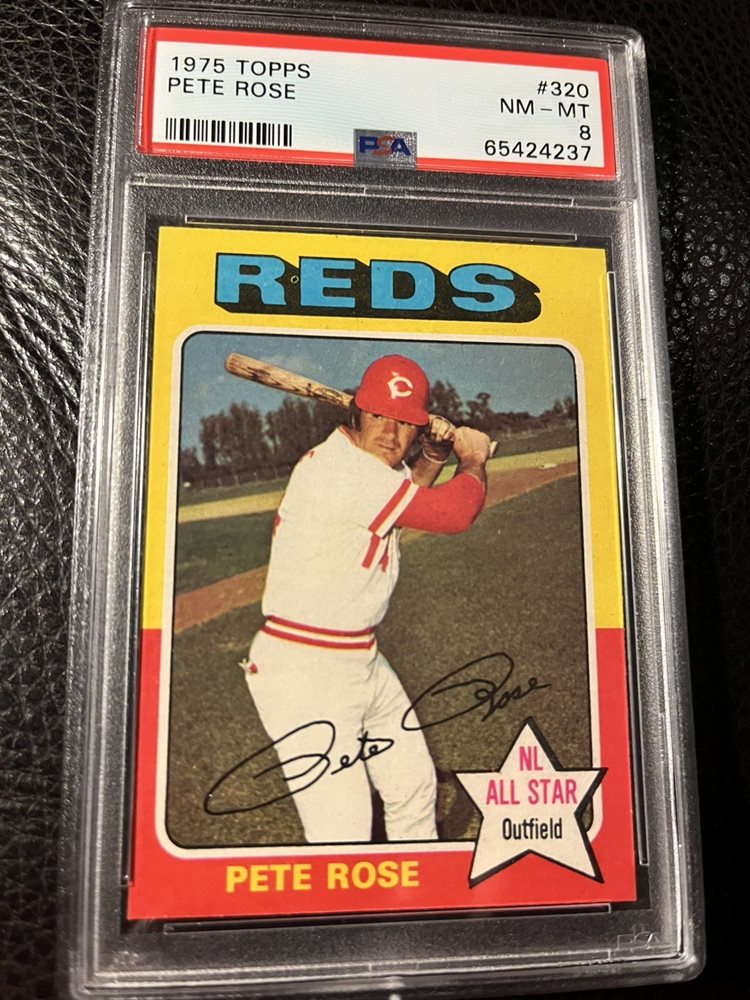 1975 TOPPS #320
PETE ROSE NM – MT
8
PSA 65424237
REDS
C
14
Pete Rose
NL
ALL STAR
Outfield
PETE ROSE